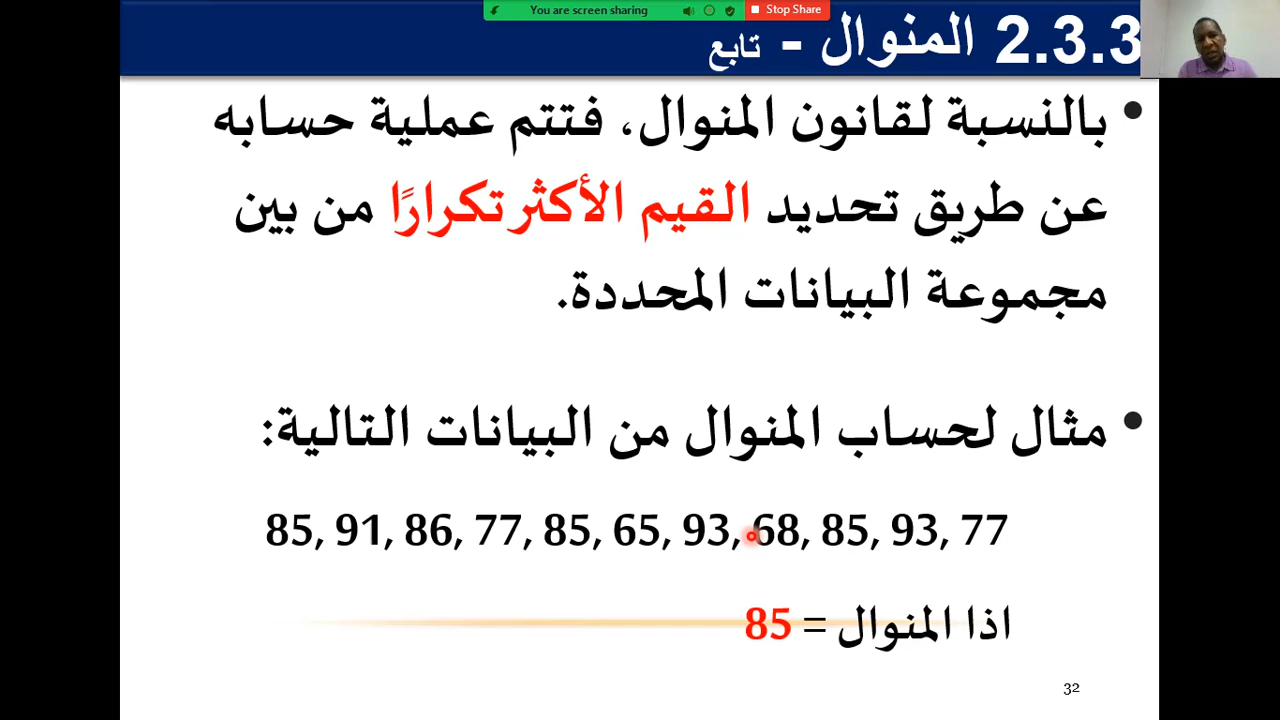 You are screen sharing
Stop Share
2.3.3 المنوال - تابع
• بالنسبة لقانون المنوال، فتتم عملية حسابه
عن طريق تحديد القيم الأكثر تكرارًا من بين
مجموعة البيانات المحددة.
• مثال لحساب المنوال من البيانات التالية:
85, 91, 86, 77, 85, 65, 93, 68, 85, 93, 77
اذا المنوال = 85
32